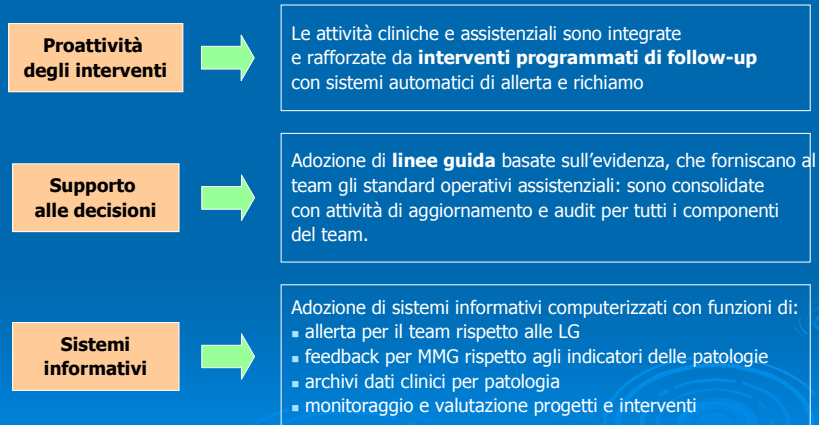 Proattività
degli interventi
Le attività cliniche e assistenziali sono integrate
e rafforzate da interventi programmati di follow-up
con sistemi automatici di allerta e richiamo
Supporto
alle decisioni
Adozione di linee guida basate sull'evidenza, che forniscano al
team gli standard operativi assistenziali: sono consolidate
con attività di aggiornamento e audit per tutti i componenti
del team.
Sistemi
informativi
Adozione di sistemi informativi computerizzati con funzioni di:
▪ allerta per il team rispetto alle LG
▪ feedback per MMG rispetto agli indicatori delle patologie
▪ archivi dati clinici per patologia
▪ monitoraggio e valutazione progetti e interventi